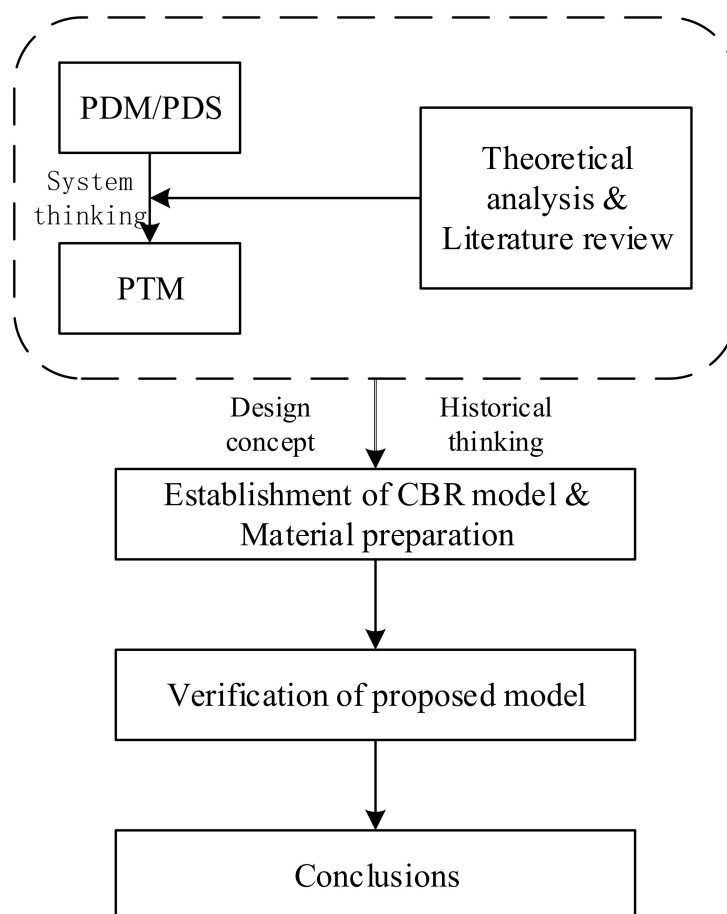 PDM/PDS
System
thinking
PTM
Theoretical
analysis &
Literature review
Design
concept
Historical
thinking
Establishment of CBR model &
Material preparation
Verification of proposed model
Conclusions